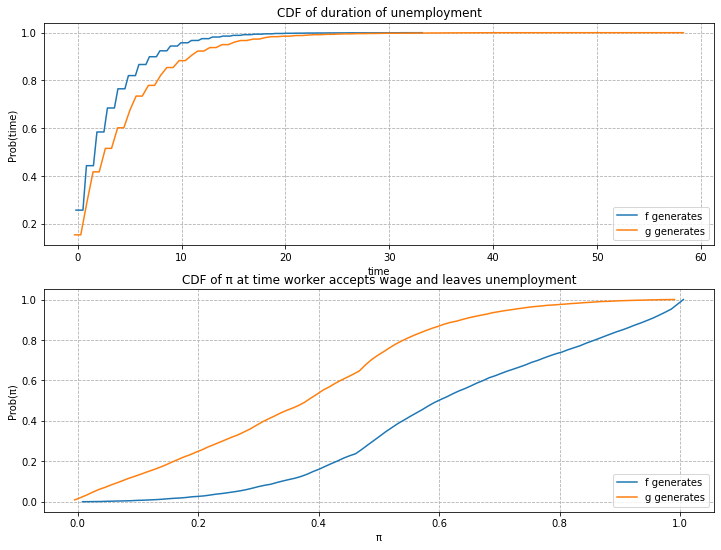 CDF of duration of unemployment
Prob(time)
1.0
0.8
0.6
0.4
0.2
f generates
g generates
0
10
20
30
40
50
60
time
CDF of π at time worker accepts wage and leaves unemployment
Prob(π)
1.0
0.8
0.6
0.4
0.2
0.0
f generates
g generates
0.0
0.2
0.4
0.6
0.8
1.0
π